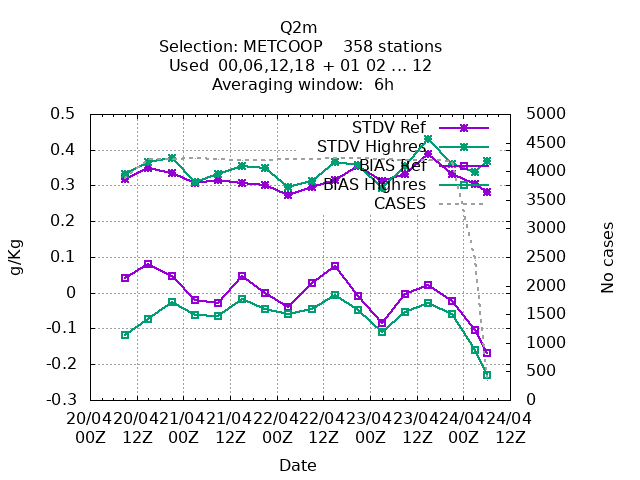 Q2m
Selection: METCOOP 358 stations
Used 00,06,12,18 + 01 02 ... 12
Averaging window: 6h
STDV Ref
STDV Highres
BIAS Ref
BIAS Highres
CASES
0.5
0.4
0.3
0.2
0.1
0
-0.1
-0.2
-0.3
g/Kg
5000
4500
4000
3500
3000
2500
2000
1500
1000
500
0
No cases
20/04 20/04 21/04 21/04 22/04 22/04 23/04 23/04 24/04 24/04
00Z 12Z 00Z 12Z 00Z 12Z 00Z 12Z 00Z 12Z
Date